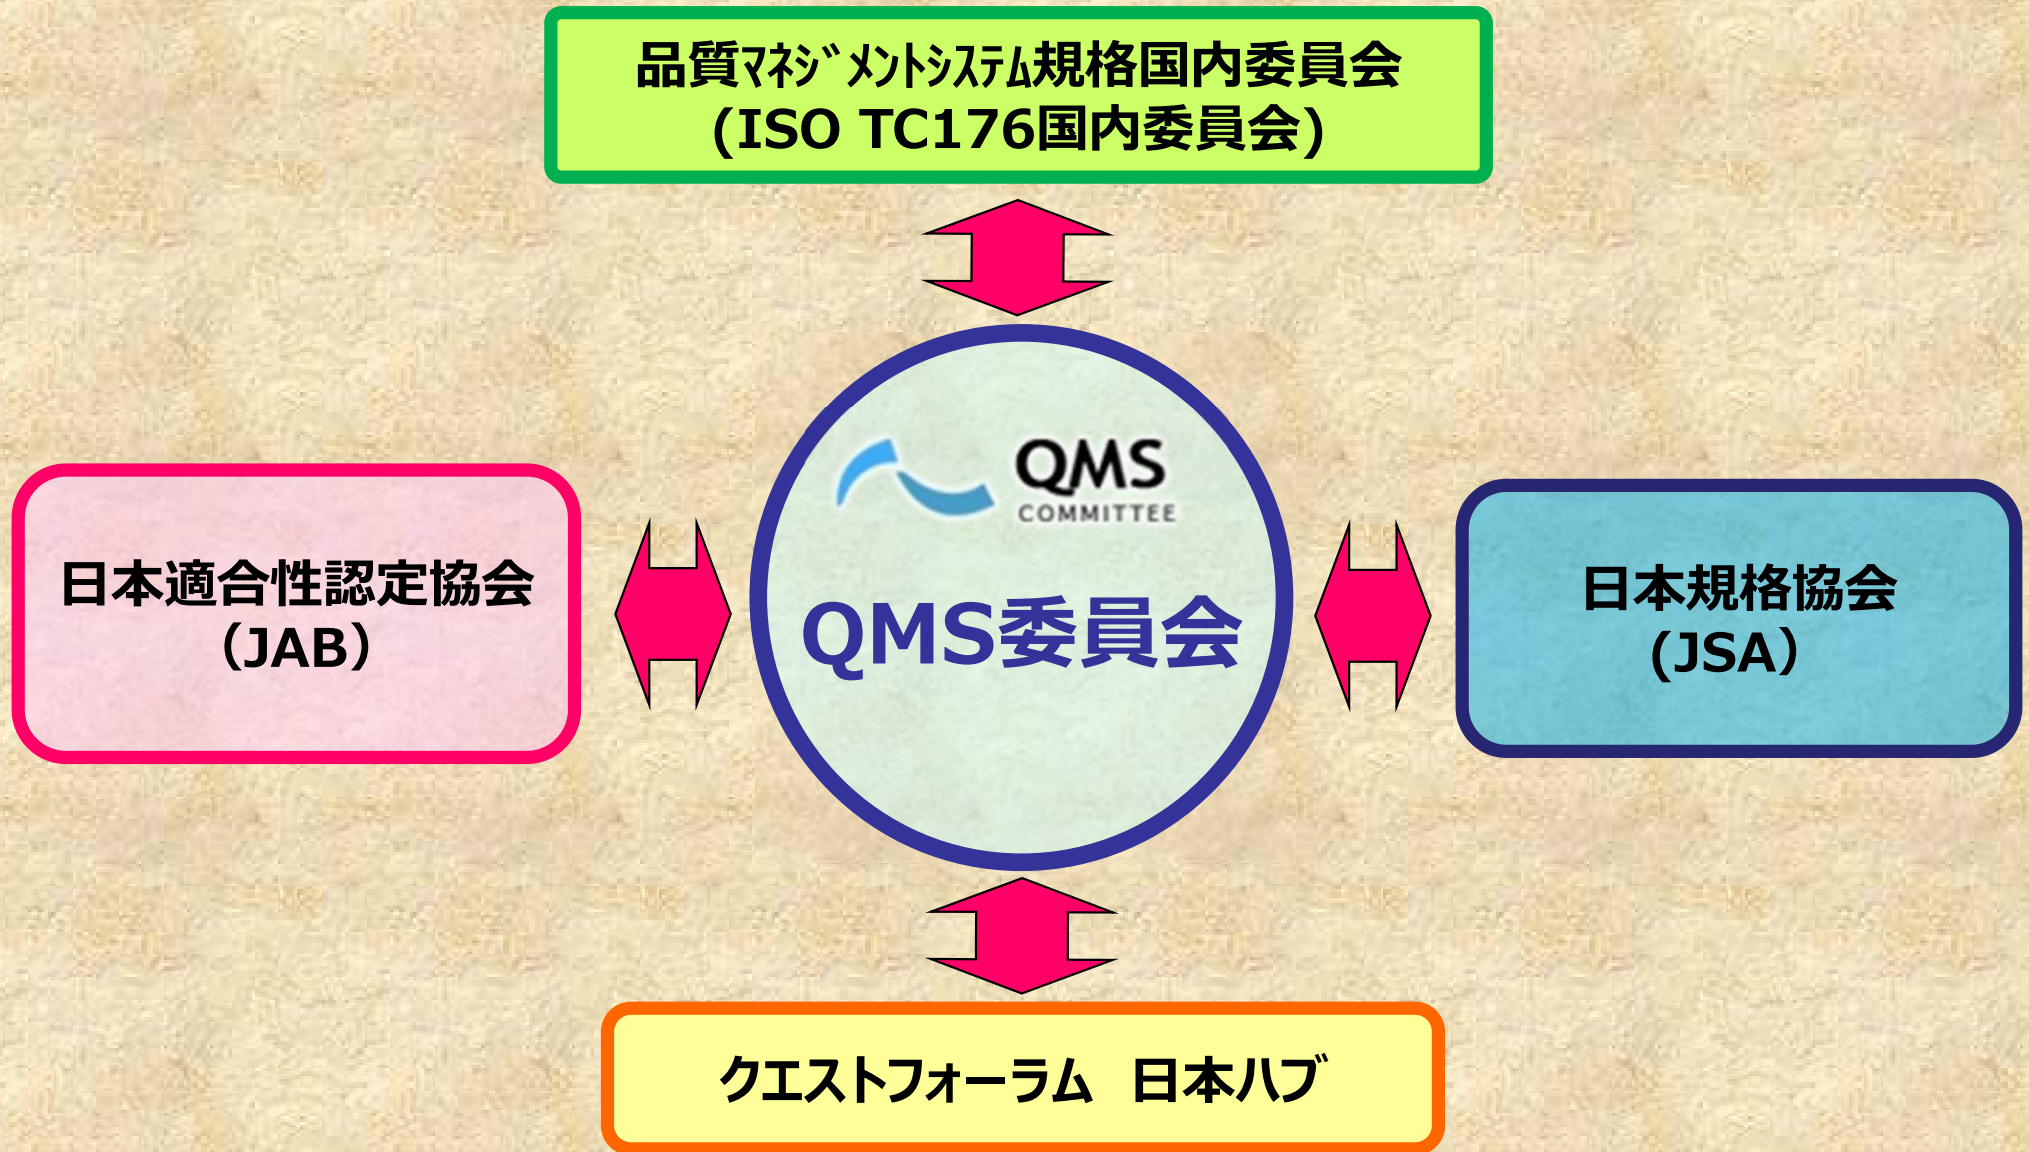 品質ﾏﾈｼﾞﾒﾝﾄｼｽﾃﾑ規格国内委員会
(ISO TC176国内委員会)
QMS
COMMITTEE
QMS委員会
日本適合性認定協会
（JAB）
日本規格協会
(JSA）
クエストフォーラム　日本ハブ